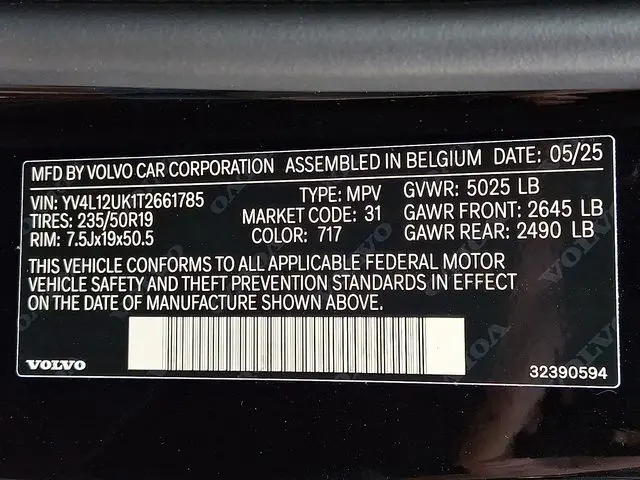 MFD BY VOLVO CAR CORPORATION ASSEMBLED IN BELGIUM DATE: 05/25
VIN: YV4L12UK1T2661785 TYPE: MPV GVWR: 5025 LB
TIRES: 235/50R19 MARKET CODE: 31 GAWR FRONT: 2645 LB
RIM: 7.5Jx19x50.5 COLOR: 717 GAWR REAR: 2490 LB
THIS VEHICLE CONFORMS TO ALL APPLICABLE FEDERAL MOTOR
VEHICLE SAFETY AND THEFT PREVENTION STANDARDS IN EFFECT
ON THE DATE OF MANUFACTURE SHOWN ABOVE.
VOLVO 32390594